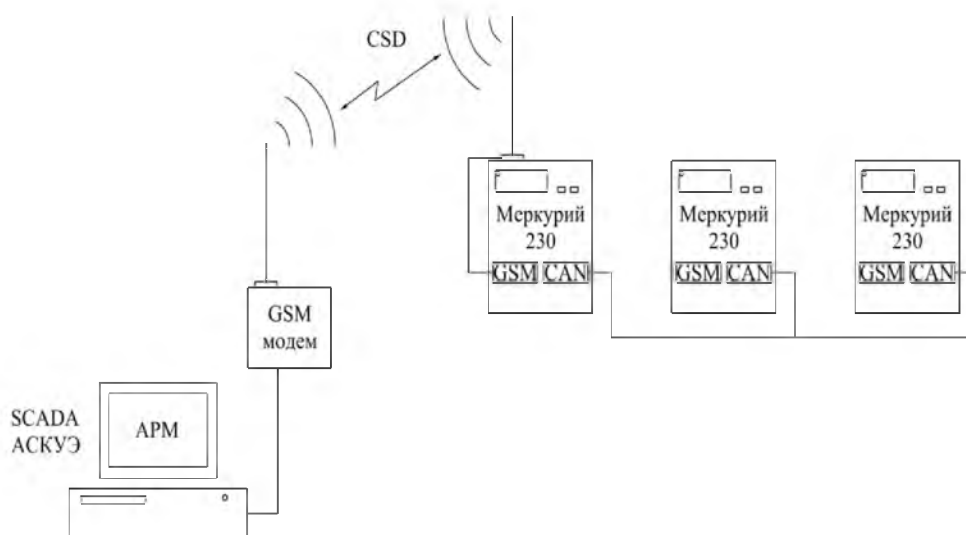 CSD
Меркурий
230
GSM CAN
Меркурий
230
GSM CAN
Меркурий
230
GSM CAN
GSM
модем
SCADA
АСКУЭ
АРМ